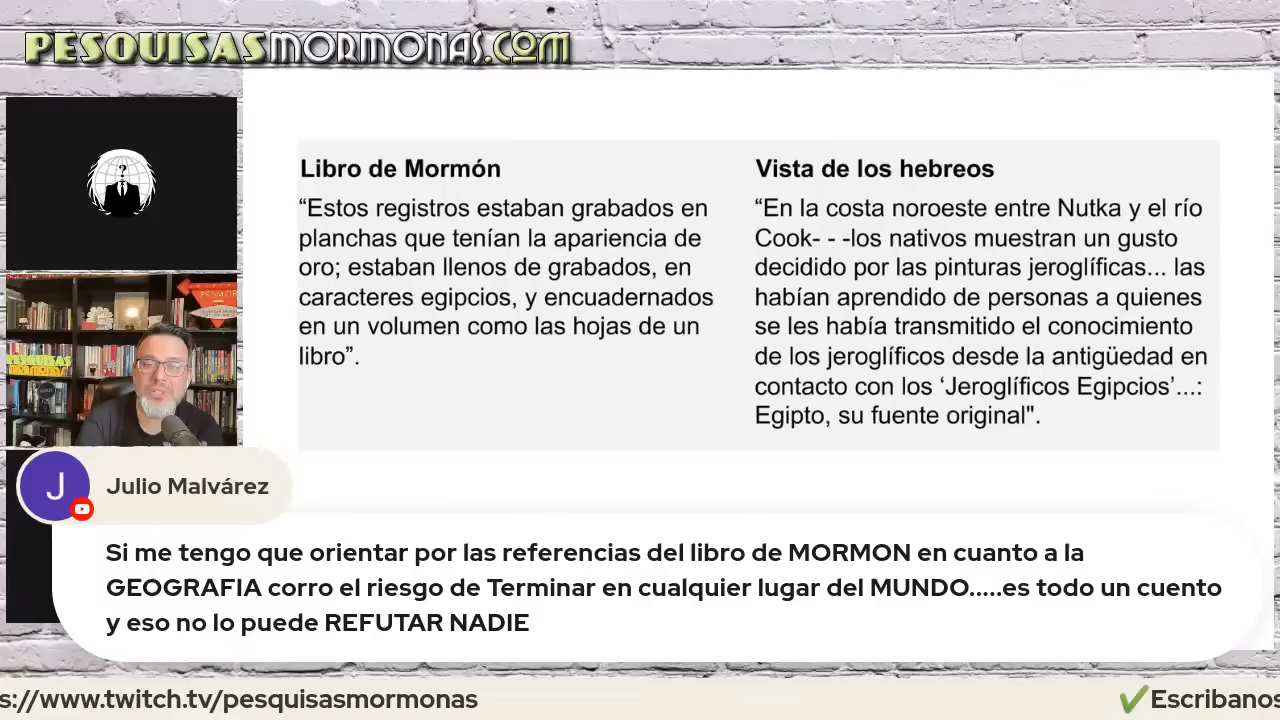 PESQUISASMORMONAS.COM
Libro de Mormón
“Estos registros estaban grabados en
planchas que tenían la apariencia de
oro; estaban llenos de grabados, en
caracteres egipcios, y encuadernados
en un volumen como las hojas de un
libro”.
Vista de los hebreos
“En la costa noroeste entre Nutka y el río
Cook- - -los nativos muestran un gusto
decidido por las pinturas jeroglíficas... las
habían aprendido de personas a quienes
se les había transmitido el conocimiento
de los jeroglíficos desde la antigüedad en
contacto con los ‘Jeroglíficos Egipcios’...:
Egipto, su fuente original".
J
Julio Malvárez
Si me tengo que orientar por las referencias del libro de MORMON en cuanto a la
GEOGRAFIA corro el riesgo de Terminar en cualquier lugar del MUNDO.....es todo un cuento
y eso no lo puede REFUTAR NADIE
s://www.twitch.tv/pesquisasmormonas
✔Escribanos